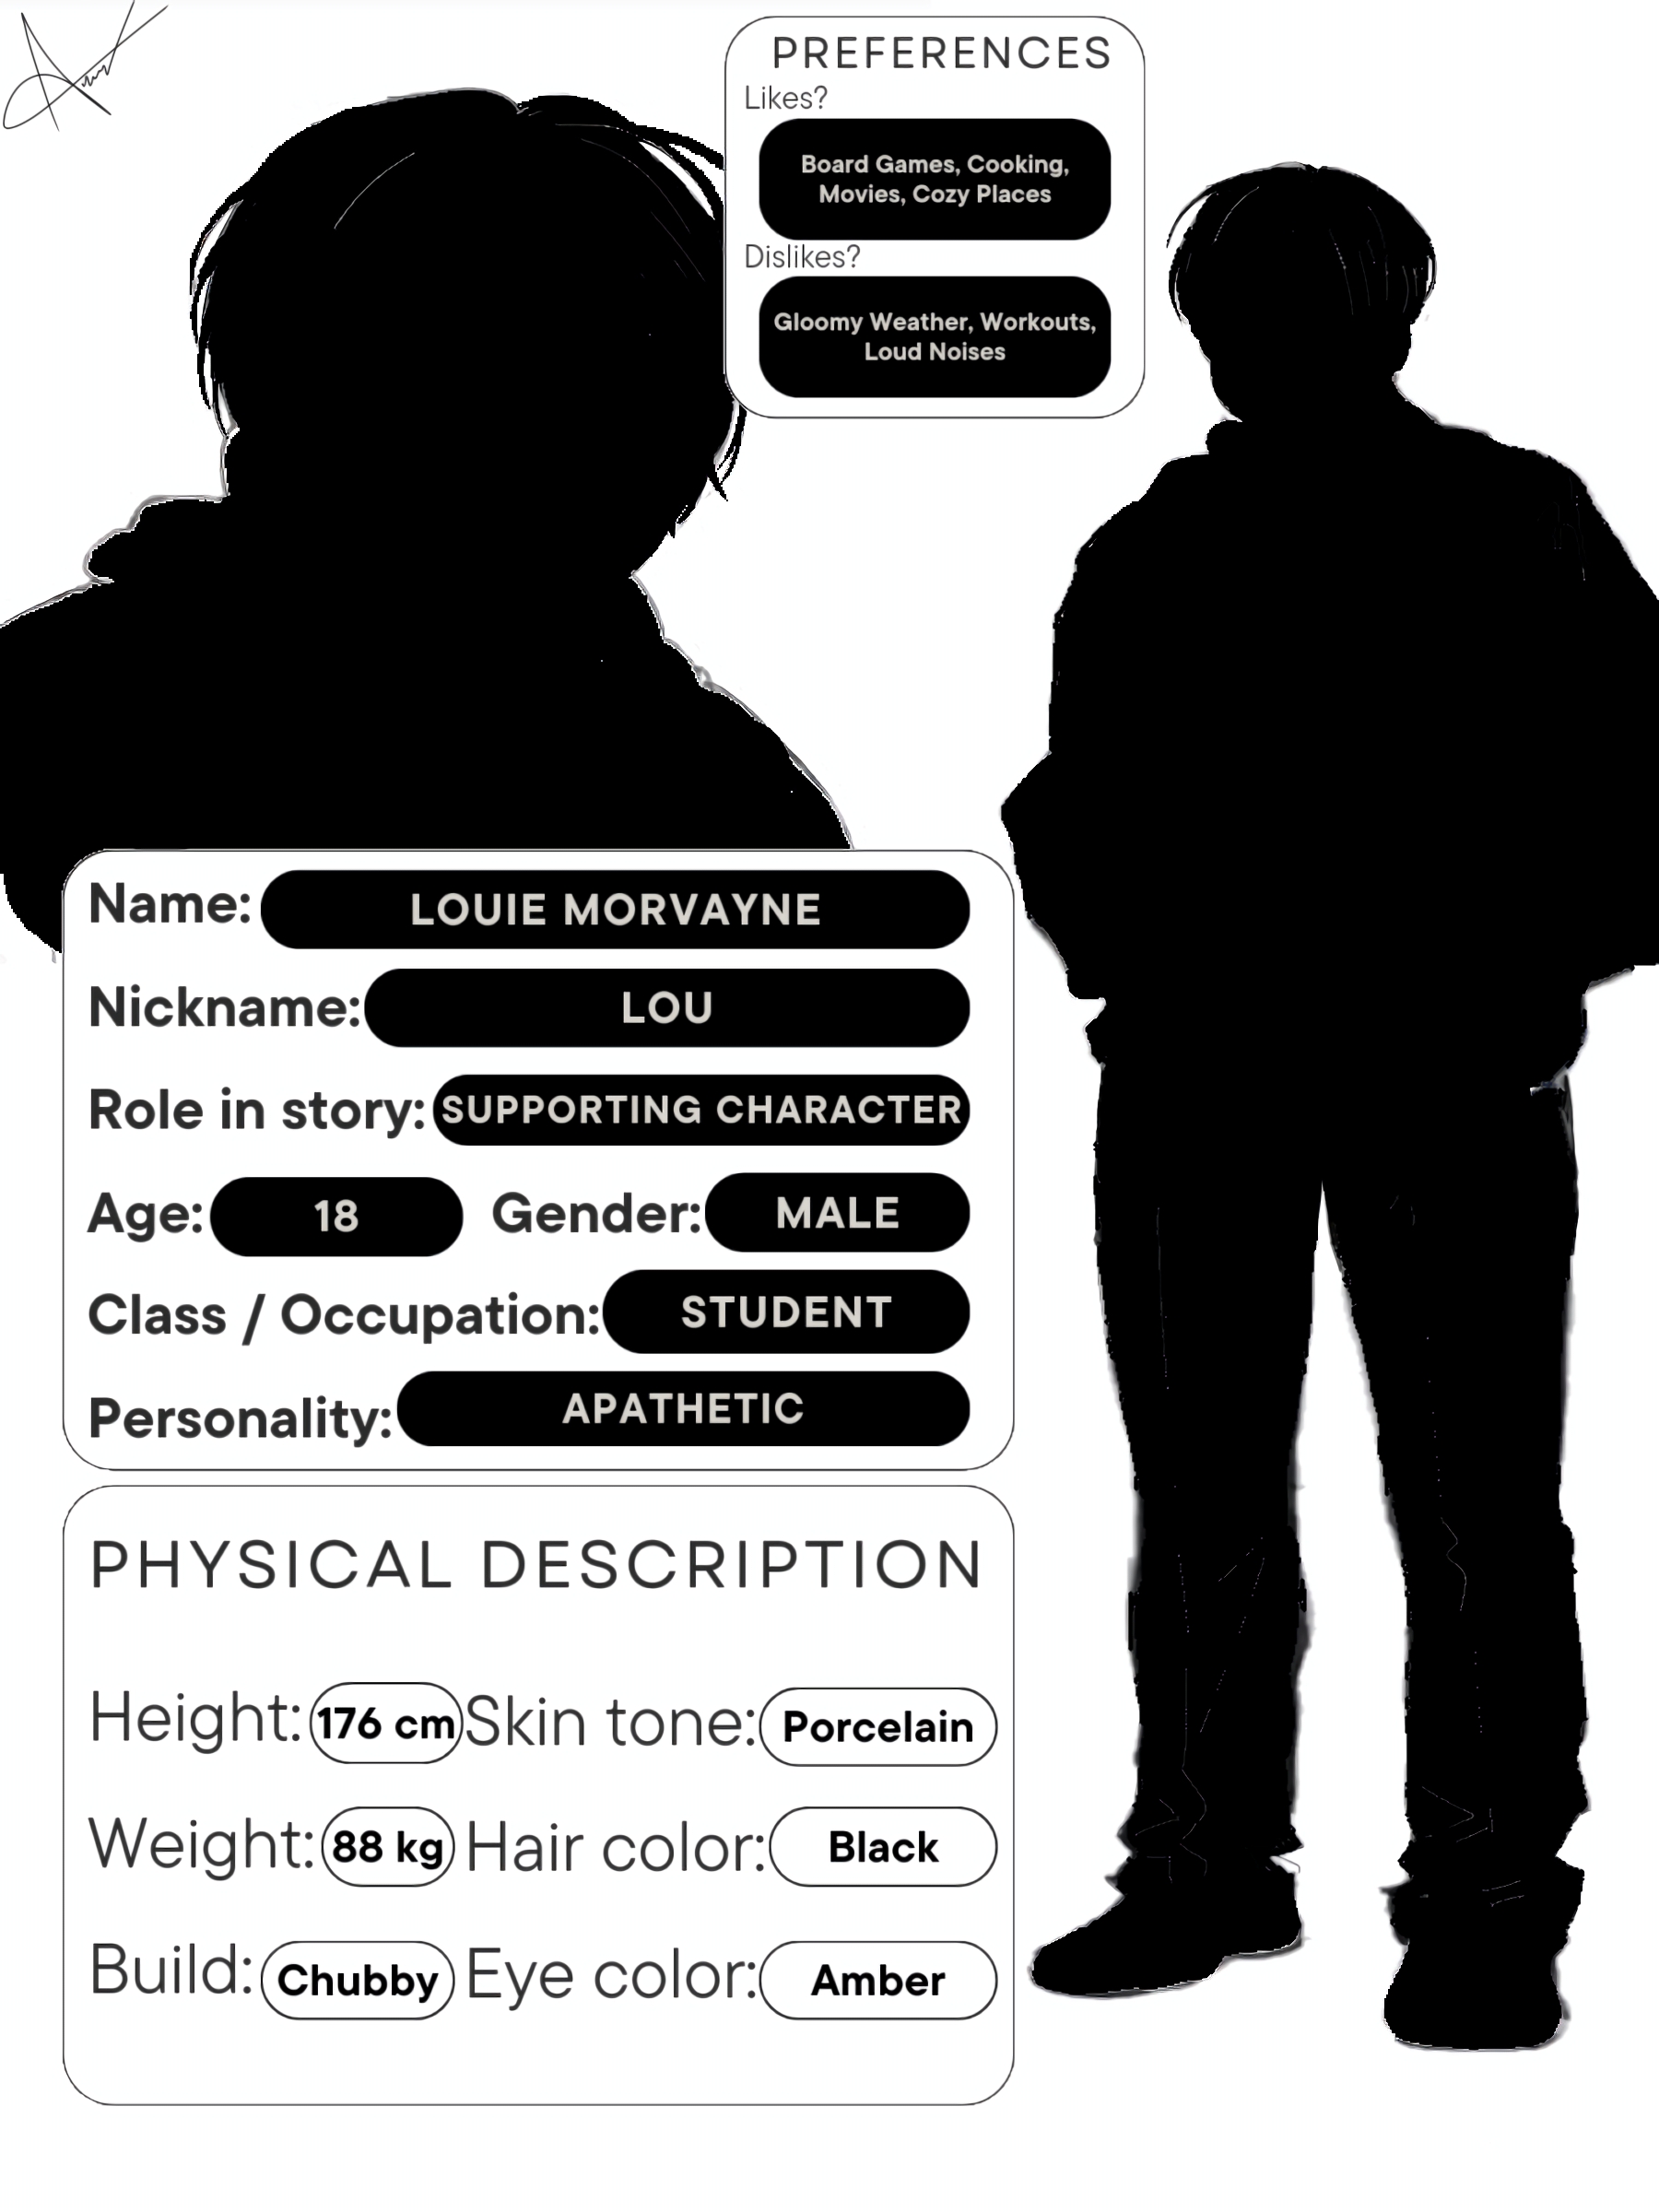 PREFERENCES
Likes?
Board Games, Cooking,
Movies, Cozy Places
Dislikes?
Gloomy Weather, Workouts,
Loud Noises
Name: LOUIE MORVAYNE
Nickname: LOU
Role in story: SUPPORTING CHARACTER
Age: 18 Gender: MALE
Class / Occupation: STUDENT
Personality: APATHETIC
PHYSICAL DESCRIPTION
Height: 176 cm Skin tone: Porcelain
Weight: 88 kg Hair color: Black
Build: Chubby Eye color: Amber